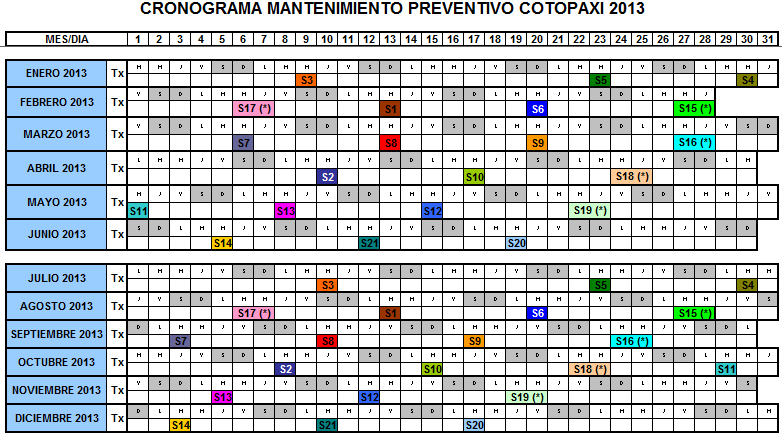 CRONOGRAMA MANTENIMIENTO PREVENTIVO COTOPAXI 2013
MES/DIA 1 2 3 4 5 6 7 8 9 10 11 12 13 14 15 16 17 18 19 20 21 22 23 24 25 26 27 28 29 30 31
ENERO 2013 Tx M M J V S D L M M J V S D L M M J V S D L M M J V S D L M M J
S3 S5 S4
FEBRERO 2013 Tx V S D L M M J V S D L M M J V S D L M M J V S D L M M J
S17 (*) S1 S6 S15 (*)
MARZO 2013 Tx V S D L M M J V S D L M M J V S D L M M J V S D L M M J V S D
S7 S8 S9 S16 (*)
ABRIL 2013 Tx L M M J V S D L M M J V S D L M M J V S D L M M J V S D L M
S2 S10 S18 (*)
MAYO 2013 Tx M J V S D L M M J V S D L M M J V S D L M M J V S D L M M J V
S11 S13 S12 S19 (*)
JUNIO 2013 Tx S D L M M J V S D L M M J V S D L M M J V S D L M M J V S D
S14 S21 S20
JULIO 2013 Tx L M M J V S D L M M J V S D L M M J V S D L M M J V S D L M M
S3 S5 S4
AGOSTO 2013 Tx J V S D L M M J V S D L M M J V S D L M M J V S D L M M J V S
S17 (*) S1 S6 S15 (*)
SEPTIEMBRE 2013 Tx D L M M J V S D L M M J V S D L M M J V S D L M M J V S D L
S7 S8 S9 S16 (*)
OCTUBRE 2013 Tx M M J V S D L M M J V S D L M M J V S D L M M J V S D L M M J
S2 S10 S18 (*) S11
NOVIEMBRE 2013 Tx V S D L M M J V S D L M M J V S D L M M J V S D L M M J V S
S13 S12 S19 (*)
DICIEMBRE 2013 Tx D L M M J V S D L M M J V S D L M M J V S D L M M J V S D L M
S14 S21 S20